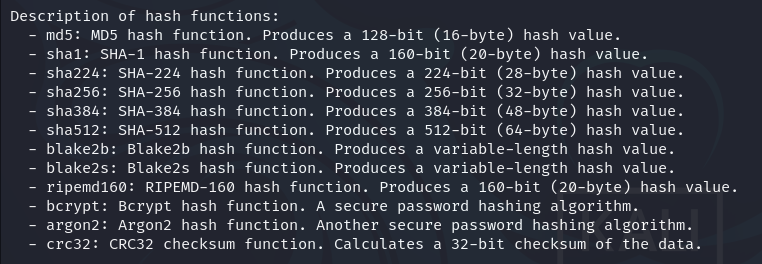 Description of hash functions:
- md5: MD5 hash function. Produces a 128-bit (16-byte) hash value.
- sha1: SHA-1 hash function. Produces a 160-bit (20-byte) hash value.
- sha224: SHA-224 hash function. Produces a 224-bit (28-byte) hash value.
- sha256: SHA-256 hash function. Produces a 256-bit (32-byte) hash value.
- sha384: SHA-384 hash function. Produces a 384-bit (48-byte) hash value.
- sha512: SHA-512 hash function. Produces a 512-bit (64-byte) hash value.
- blake2b: Blake2b hash function. Produces a variable-length hash value.
- blake2s: Blake2s hash function. Produces a variable-length hash value.
- ripemd160: RIPEMD-160 hash function. Produces a 160-bit (20-byte) hash value.
- bcrypt: Bcrypt hash function. A secure password hashing algorithm.
- argon2: Argon2 hash function. Another secure password hashing algorithm.
- crc32: CRC32 checksum function. Calculates a 32-bit checksum of the data.